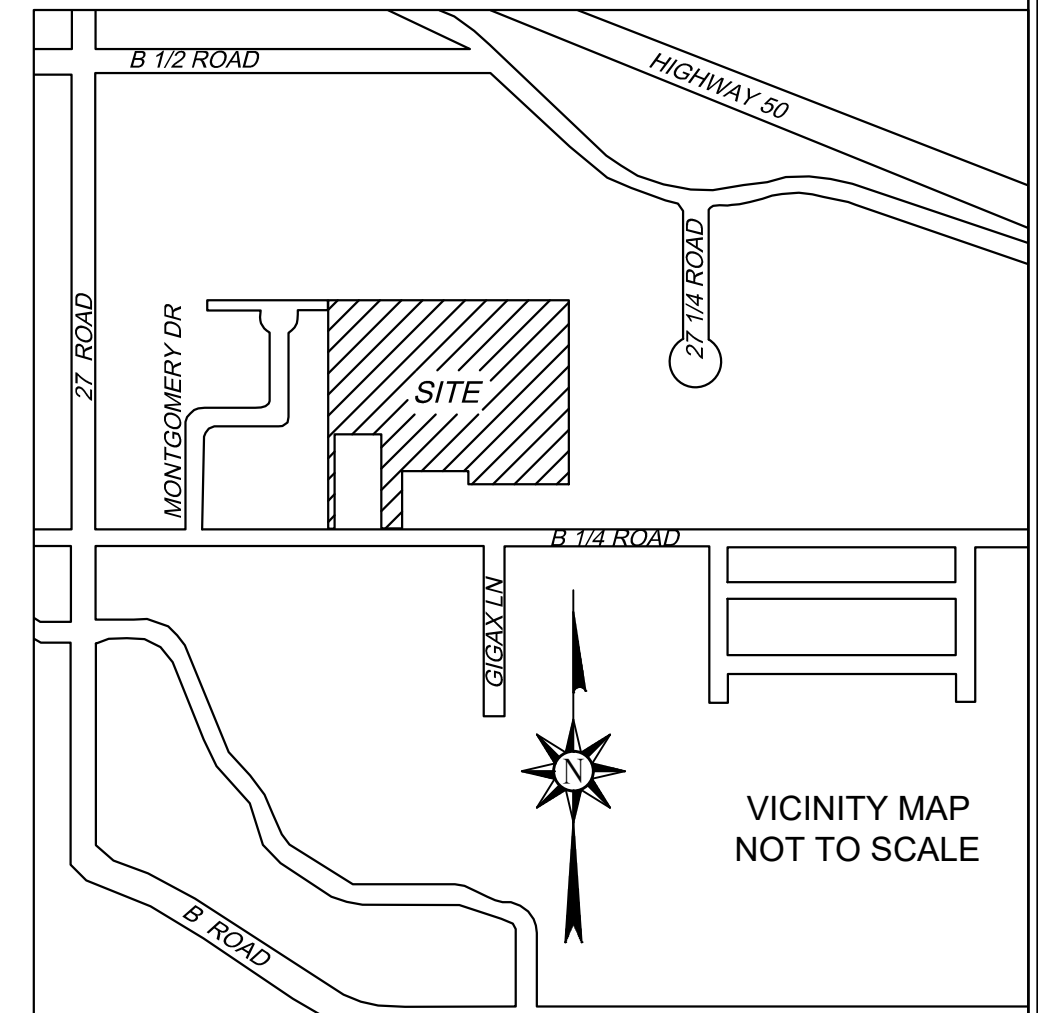 B 1/2 ROAD
HIGHWAY 50
27 ROAD
MONTGOMERY DR
27 1/4 ROAD
SITE
B 1/4 ROAD
GIGAX LN
N
VICINITY MAP
NOT TO SCALE
B ROAD